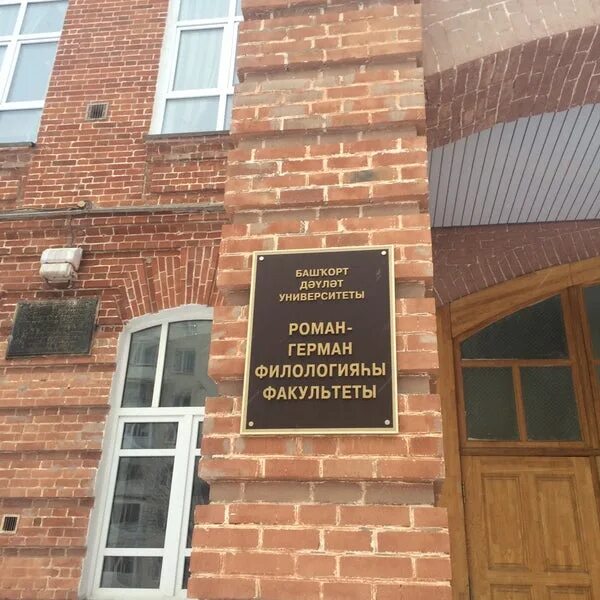 БАШҠОРТ
ДӘҮЛӘТ
УНИВЕРСИТЕТЫ
РОМАН-
ГЕРМАН
ФИЛОЛОГИЯҺЫ
ФАКУЛЬТЕТЫ